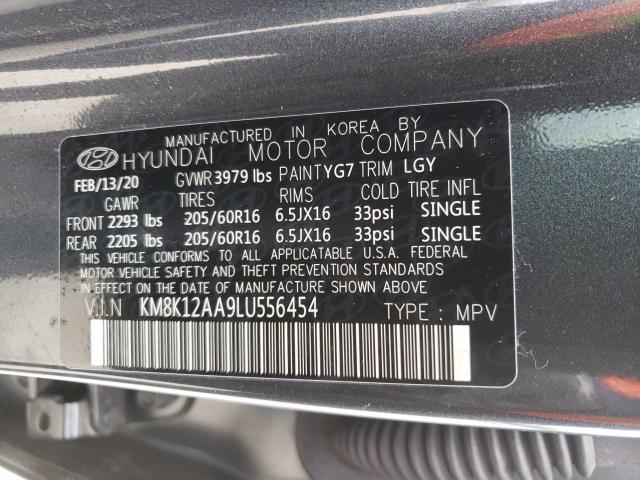 MANUFACTURED IN KOREA BY
HYUNDAI MOTOR COMPANY
FEB/13/20 GVWR 3979 lbs PAINT YG7 TRIM LGY
GAWR TIRES RIMS COLD TIRE INFL
FRONT 2293 lbs 205/60R16 6.5JX16 33psi SINGLE
REAR 2205 lbs 205/60R16 6.5JX16 33psi SINGLE
THIS VEHICLE CONFORMS TO ALL APPLICATABLE U.S.A. FEDERAL
MOTOR VEHICLE SAFETY AND THEFT PREVENTION STANDARDS
IN EFFECT ON THE DATE OF MANUFACTURE SHOWN ABOVE
V.I.N KM8K12AA9LU556454 TYPE : MPV